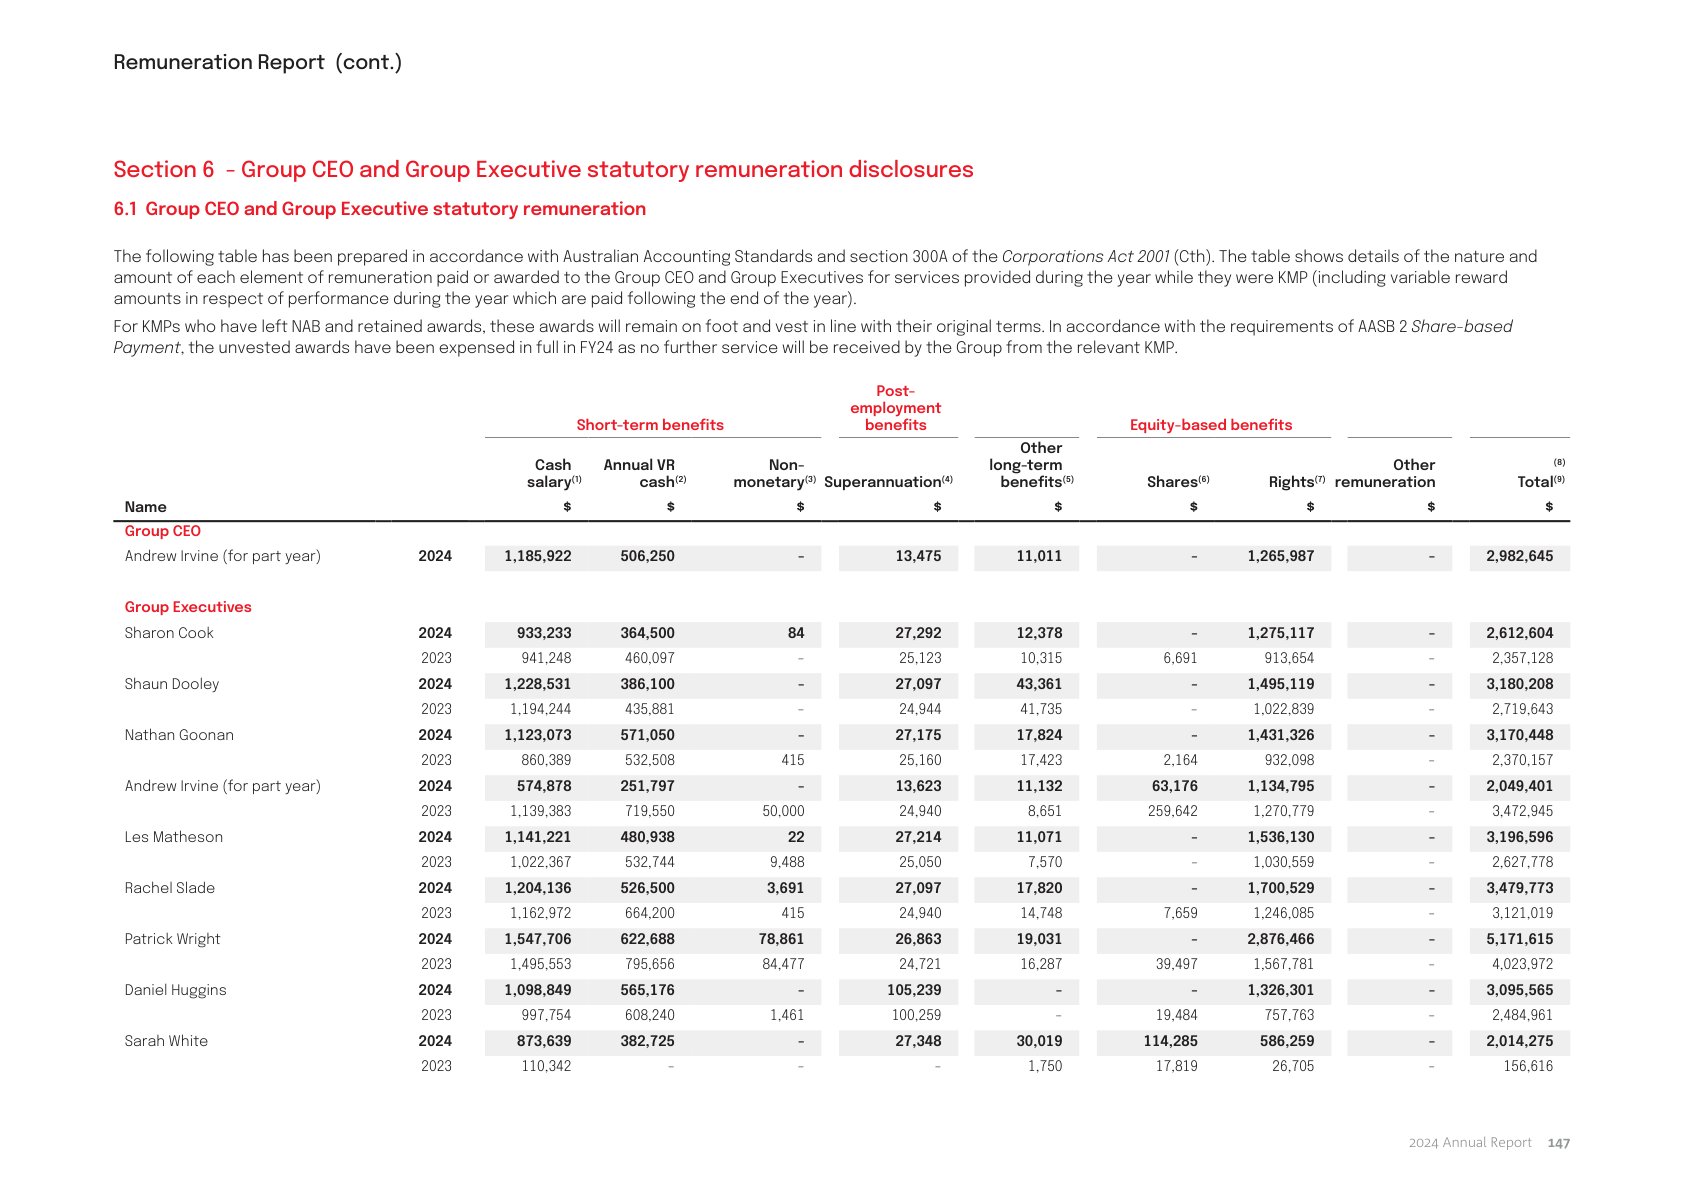 Remuneration Report (cont.)
Section 6 - Group CEO and Group Executive statutory remuneration disclosures
6.1 Group CEO and Group Executive statutory remuneration
The following table has been prepared in accordance with Australian Accounting Standards and section 300A of the Corporations Act 2001 (Cth). The table shows details of the nature and
amount of each element of remuneration paid or awarded to the Group CEO and Group Executives for services provided during the year while they were KMP (including variable reward
amounts in respect of performance during the year which are paid following the end of the year).
For KMPs who have left NAB and retained awards, these awards will remain on foot and vest in line with their original terms. In accordance with the requirements of AASB 2 Share-based
Payment, the unvested awards have been expensed in full in FY24 as no further service will be received by the Group from the relevant KMP.
Post-
employment
Short-term benefits benefits Equity-based benefits
Other
Cash Annual VR Non- long-term Other (8)
salary(1) cash(2) monetary(3) Superannuation(4) benefits(5) Shares(6) Rights(7) remuneration Total(9)
Name $ $ $ $ $ $ $ $ $
Group CEO
Andrew Irvine (for part year) 2024 1,185,922 506,250 – 13,475 11,011 – 1,265,987 – 2,982,645
Group Executives
Sharon Cook 2024 933,233 364,500 84 27,292 12,378 – 1,275,117 – 2,612,604
2023 941,248 460,097 – 25,123 10,315 6,691 913,654 – 2,357,128
Shaun Dooley 2024 1,228,531 386,100 – 27,097 43,361 – 1,495,119 – 3,180,208
2023 1,194,244 435,881 – 24,944 41,735 – 1,022,839 – 2,719,643
Nathan Goonan 2024 1,123,073 571,050 – 27,175 17,824 – 1,431,326 – 3,170,448
2023 860,389 532,508 415 25,160 17,423 2,164 932,098 – 2,370,157
Andrew Irvine (for part year) 2024 574,878 251,797 – 13,623 11,132 63,176 1,134,795 – 2,049,401
2023 1,139,383 719,550 50,000 24,940 8,651 259,642 1,270,779 – 3,472,945
Les Matheson 2024 1,141,221 480,938 22 27,214 11,071 – 1,536,130 – 3,196,596
2023 1,022,367 532,744 9,488 25,050 7,570 – 1,030,559 – 2,627,778
Rachel Slade 2024 1,204,136 526,500 3,691 27,097 17,820 – 1,700,529 – 3,479,773
2023 1,162,972 664,200 415 24,940 14,748 7,659 1,246,085 – 3,121,019
Patrick Wright 2024 1,547,706 622,688 78,861 26,863 19,031 – 2,876,466 – 5,171,615
2023 1,495,553 795,656 84,477 24,721 16,287 39,497 1,567,781 – 4,023,972
Daniel Huggins 2024 1,098,849 565,176 – 105,239 – – 1,326,301 – 3,095,565
2023 997,754 608,240 1,461 100,259 – 19,484 757,763 – 2,484,961
Sarah White 2024 873,639 382,725 – 27,348 30,019 114,285 586,259 – 2,014,275
2023 110,342 – – – 1,750 17,819 26,705 – 156,616
2024 Annual Report 147